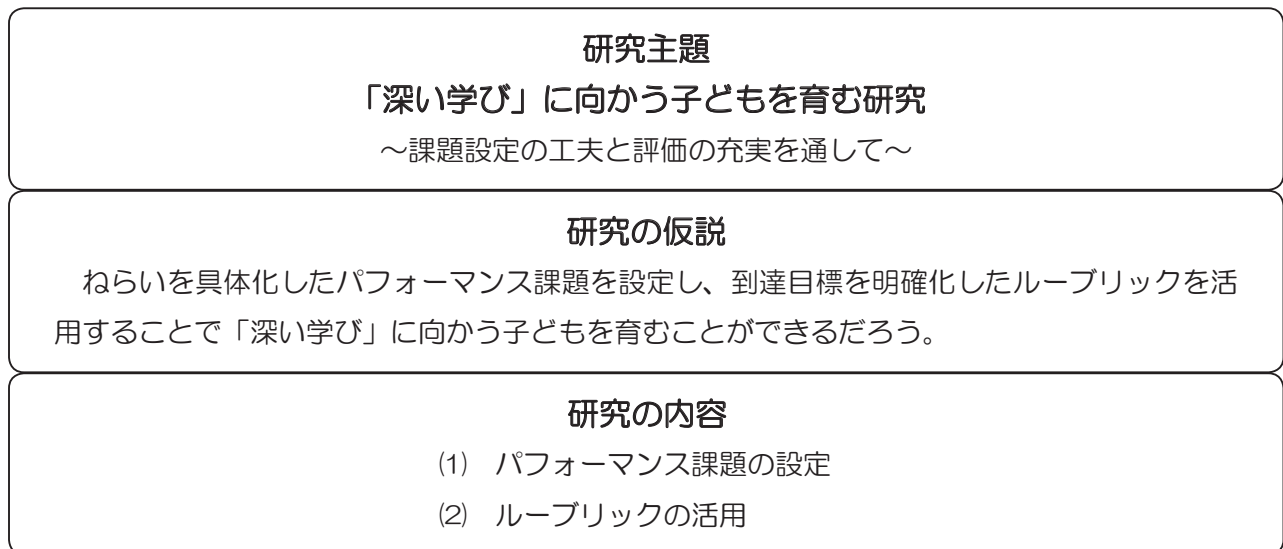 研究主題
「深い学び」に向かう子どもを育む研究
～課題設定の工夫と評価の充実を通して～
研究の仮説
ねらいを具体化したパフォーマンス課題を設定し、到達目標を明確化したルーブリックを活
用することで「深い学び」に向かう子どもを育むことができるだろう。
研究の内容
⑴ パフォーマンス課題の設定
⑵ ルーブリックの活用